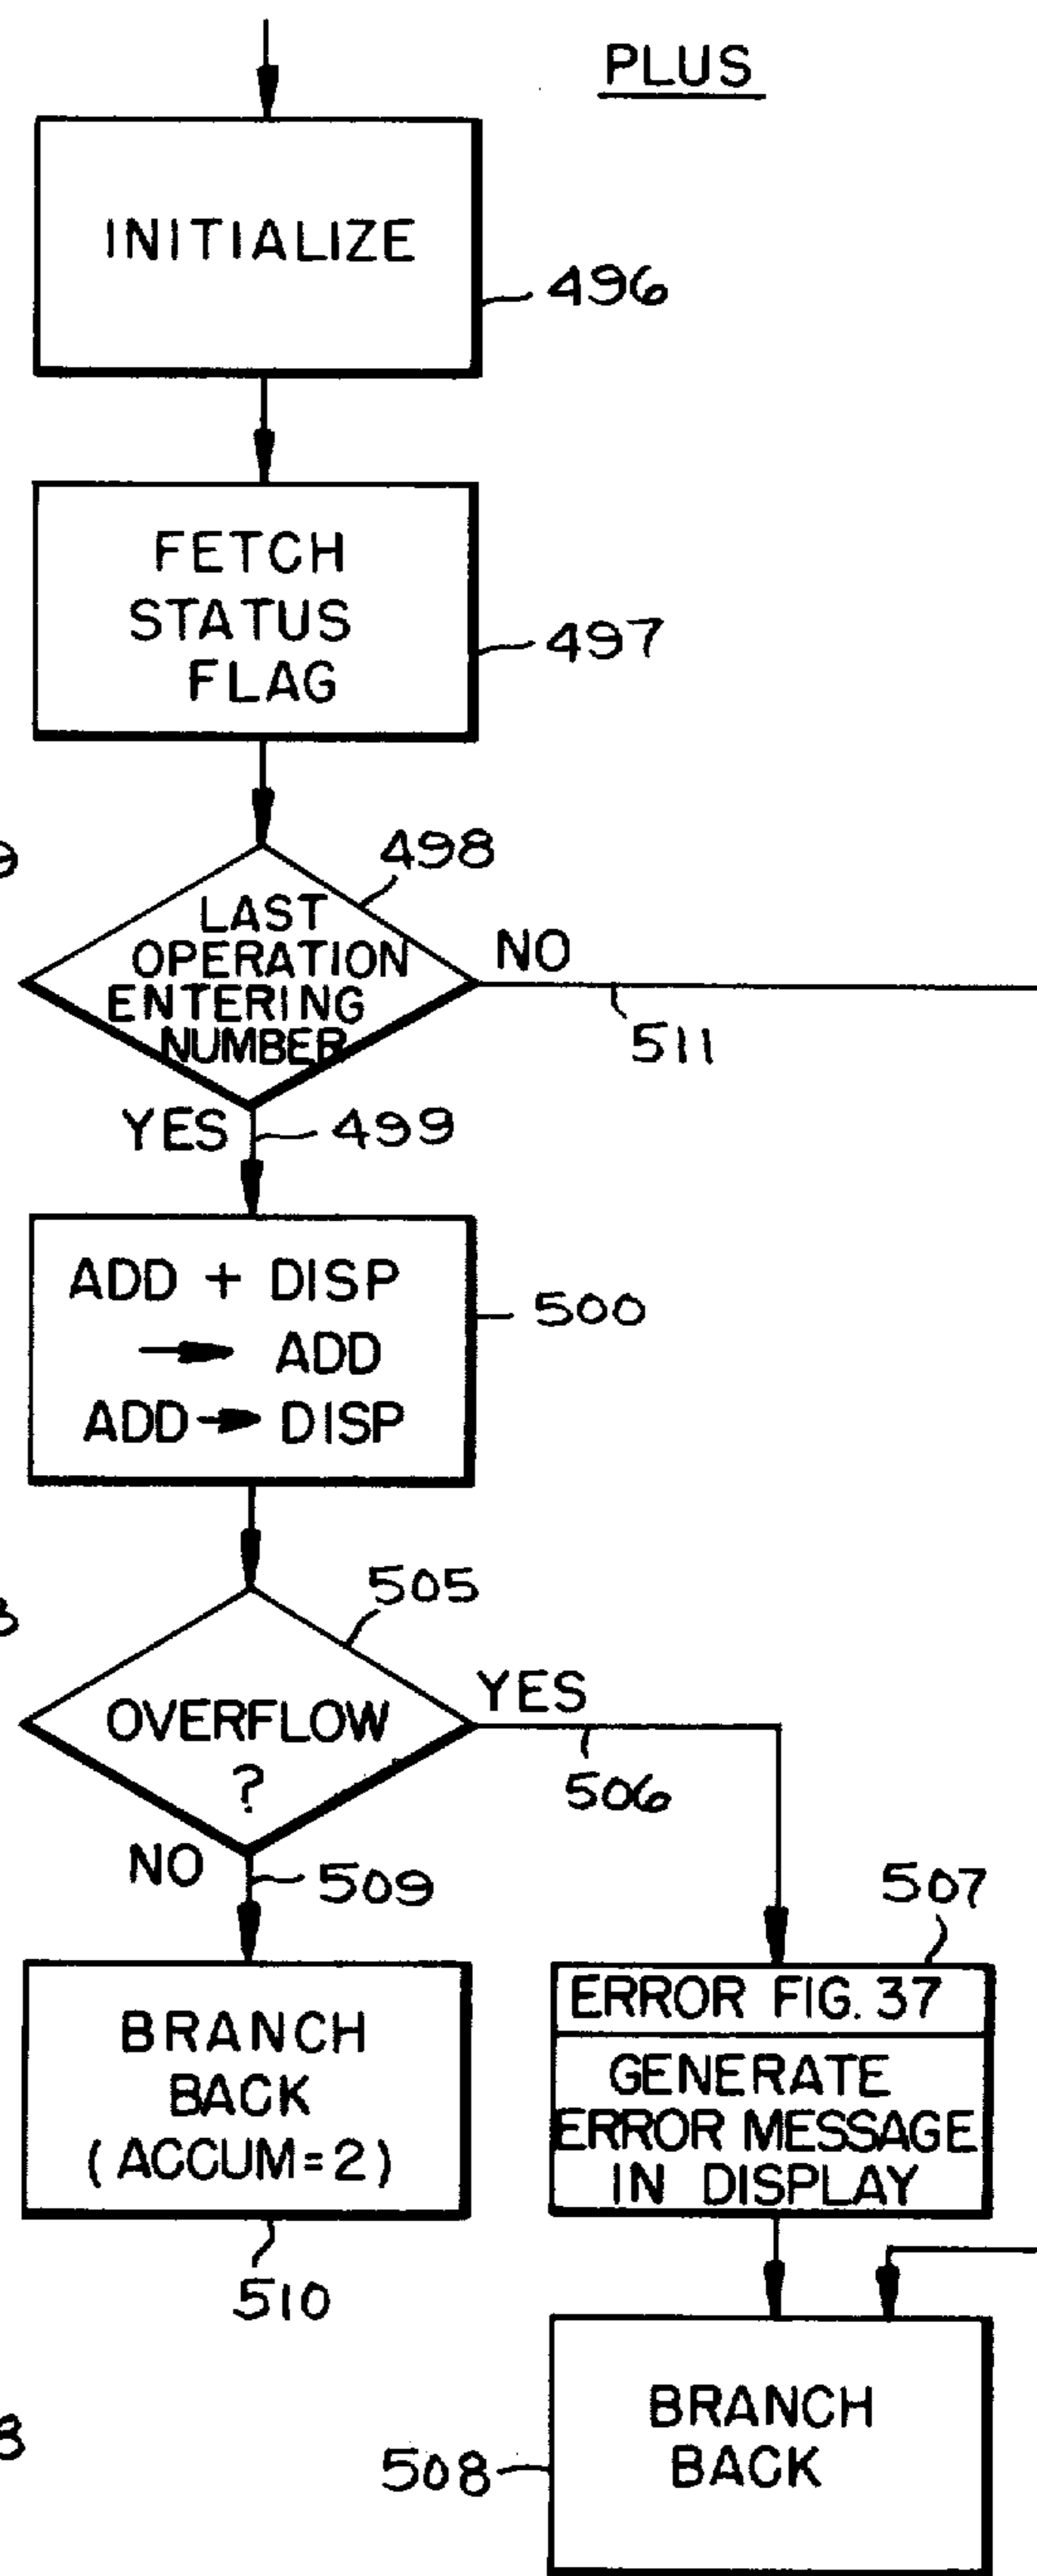 PLUS
INITIALIZE
496
FETCH
STATUS
FLAG
497
9
498
LAST
OPERATION
ENTERING
NUMBER
NO
511
YES
499
ADD + DISP
→ ADD
ADD → DISP
500
505
OVERFLOW
?
YES
506
NO
509
507
BRANCH
BACK
(ACCUM=2)
510
ERROR FIG. 37
GENERATE
ERROR MESSAGE
IN DISPLAY
BRANCH
BACK
508